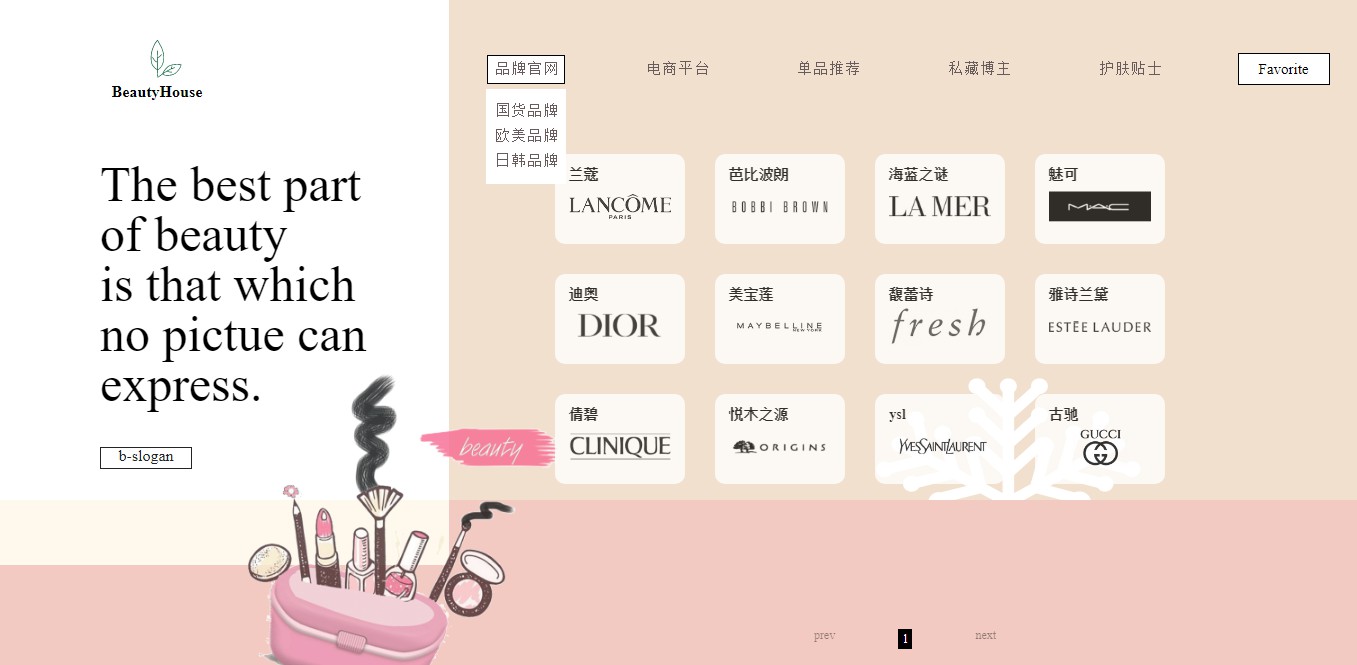 BeautyHouse
品牌官网
电商平台
单品推荐
私藏博主
护肤贴士
Favorite
国货品牌
欧美品牌
日韩品牌
The best part
of beauty
is that which
no pictue can
express.
b-slogan
beauty
兰蔻
LANCÔME
PARIS
芭比波朗
BOBBI BROWN
海蓝之谜
LA MER
魅可
MAC
迪奥
DIOR
美宝莲
MAYBELLINE
NEW YORK
馥蕾诗
fresh
雅诗兰黛
ESTĒE LAUDER
倩碧
CLINIQUE
悦木之源
ORIGINS
ysl
YVESSAINTLAURENT
古驰
GUCCI
prev
1
next